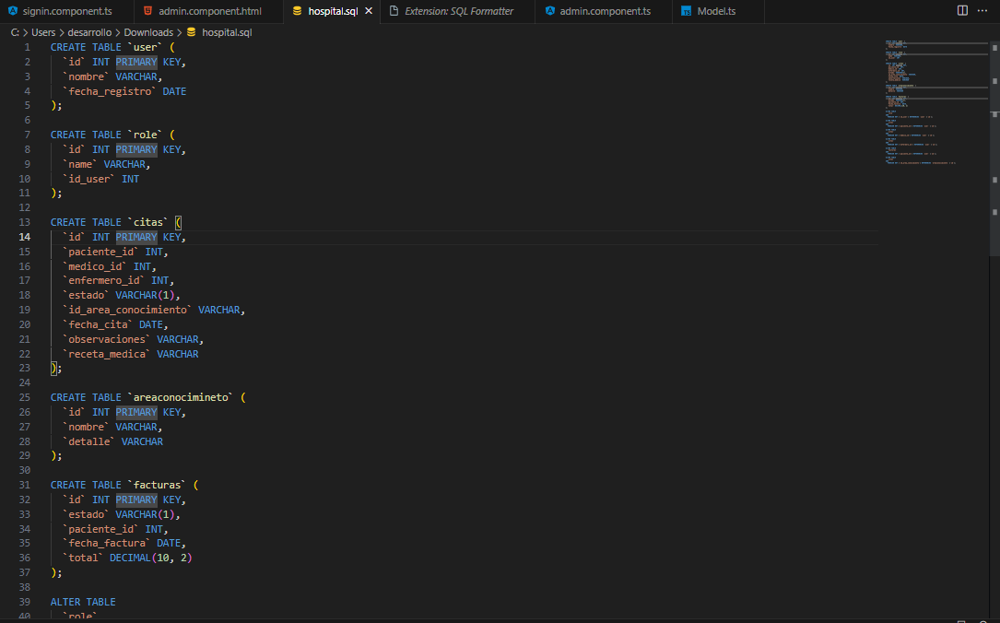 signin.component.ts admin.component.html hospital.sql Extension: SQL Formatter admin.component.ts Model.ts
C: > Users > desarrollo > Downloads > hospital.sql
1 CREATE TABLE `user` (
2 `id` INT PRIMARY KEY,
3 `nombre` VARCHAR,
4 `fecha_registro` DATE
5 );
6
7 CREATE TABLE `role` (
8 `id` INT PRIMARY KEY,
9 `name` VARCHAR,
10 `id_user` INT
11 );
12
13 CREATE TABLE `citas` (
14 `id` INT PRIMARY KEY,
15 `paciente_id` INT,
16 `medico_id` INT,
17 `enfermero_id` INT,
18 `estado` VARCHAR(1),
19 `id_area_conocimiento` VARCHAR,
20 `fecha_cita` DATE,
21 `observaciones` VARCHAR,
22 `receta_medica` VARCHAR
23 );
24
25 CREATE TABLE `areaconocimineto` (
26 `id` INT PRIMARY KEY,
27 `nombre` VARCHAR,
28 `detalle` VARCHAR
29 );
30
31 CREATE TABLE `facturas` (
32 `id` INT PRIMARY KEY,
33 `estado` VARCHAR(1),
34 `paciente_id` INT,
35 `fecha_factura` DATE,
36 `total` DECIMAL(10, 2)
37 );
38
39 ALTER TABLE
40 `role`